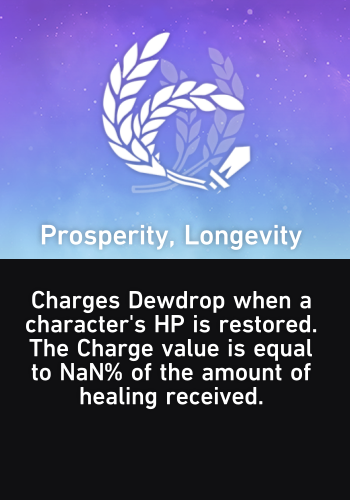 Prosperity, Longevity
Charges Dewdrop when a
character's HP is restored.
The Charge value is equal
to NaN% of the amount of
healing received.